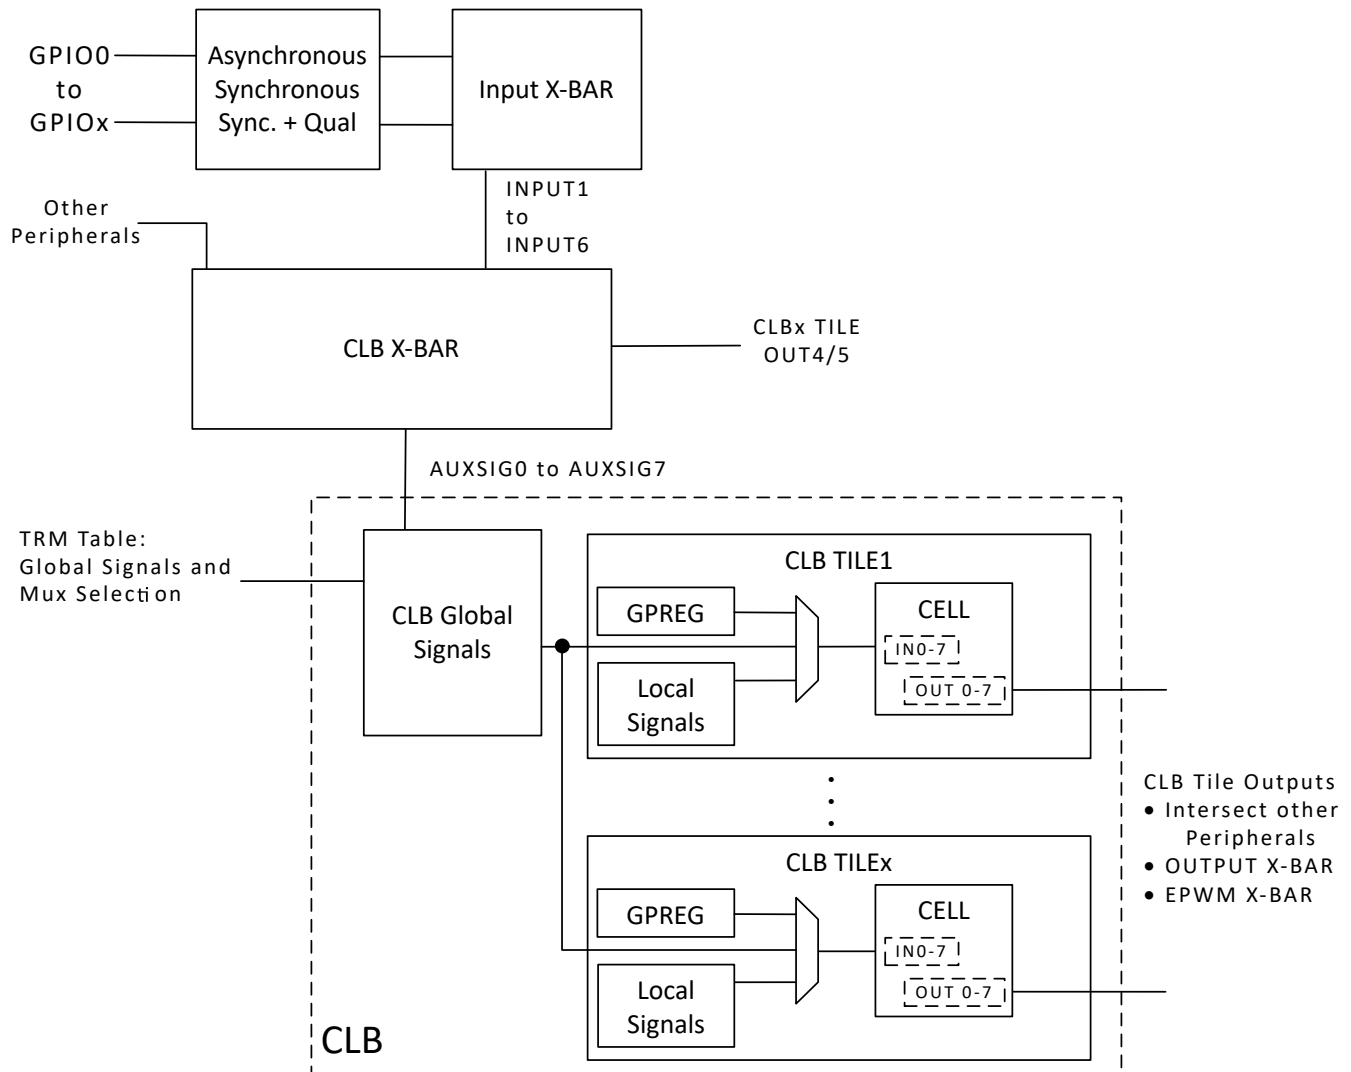 GPIO0
to
GPIOx
Asynchronous
Synchronous
Sync. + Qual
Input X-BAR
INPUT1
to
INPUT6
Other
Peripherals
CLB X-BAR
CLBx TILE
OUT4/5
AUXSIG0 to AUXSIG7
TRM Table:
Global Signals and
Mux Selection
CLB Global
Signals
CLB TILE1
GPREG
Local
Signals
CELL
IN0-7
OUT 0-7
CLB TILEx
GPREG
Local
Signals
CELL
IN0-7
OUT 0-7
CLB Tile Outputs
• Intersect other
Peripherals
• OUTPUT X-BAR
• EPWM X-BAR
CLB